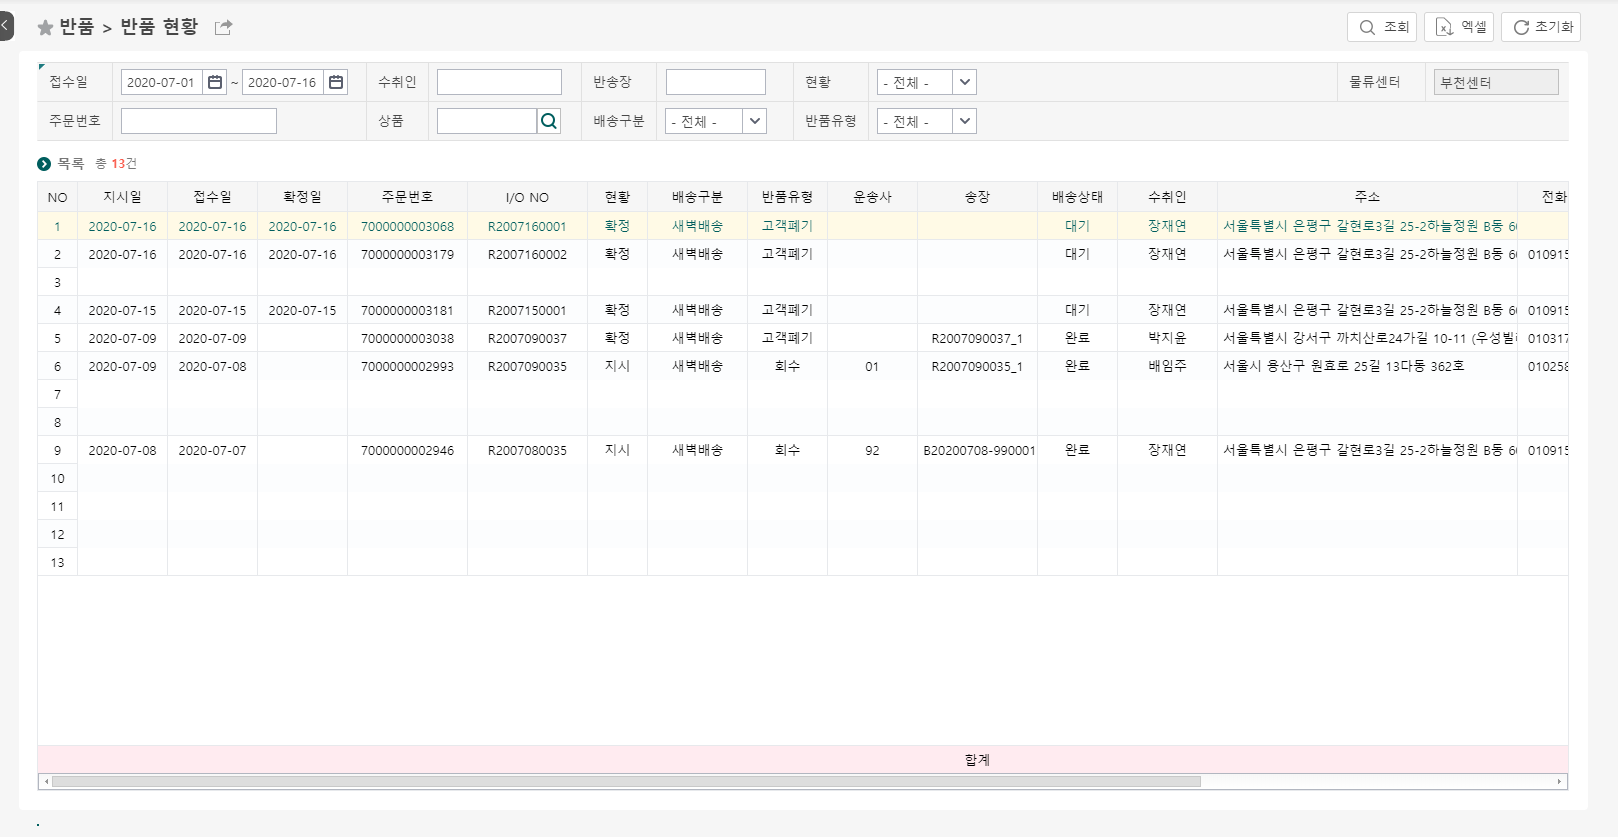 반품 > 반품 현황
조회 엑셀 초기화
접수일 2020-07-01 ~ 2020-07-16 수취인 반송장 현황 - 전체 - 물류센터 부천센터
주문번호 상품 배송구분 - 전체 - 반품유형 - 전체 -
목록 총 13건
NO 지시일 접수일 확정일 주문번호 I/O NO 현황 배송구분 반품유형 운송사 송장 배송상태 수취인 주소 전화
1 2020-07-16 2020-07-16 2020-07-16 7000000003068 R2007160001 확정 새벽배송 고객폐기 대기 장재연 서울특별시 은평구 갈현로3길 25-2하늘정원 B동 60
2 2020-07-16 2020-07-16 2020-07-16 7000000003179 R2007160002 확정 새벽배송 고객폐기 대기 장재연 서울특별시 은평구 갈현로3길 25-2하늘정원 B동 60 010915
3
4 2020-07-15 2020-07-15 2020-07-15 7000000003181 R2007150001 확정 새벽배송 고객폐기 대기 장재연 서울특별시 은평구 갈현로3길 25-2하늘정원 B동 60 010915
5 2020-07-09 2020-07-09 7000000003038 R2007090037 확정 새벽배송 고객폐기 R2007090037_1 완료 박지윤 서울특별시 강서구 까치산로24가길 10-11 (우성빌라 010317
6 2020-07-09 2020-07-08 7000000002993 R2007090035 지시 새벽배송 회수 01 R2007090035_1 완료 배임주 서울시 용산구 원효로 25길 13다동 362호 010258
7
8
9 2020-07-08 2020-07-07 7000000002946 R2007080035 지시 새벽배송 회수 92 B20200708-990001 완료 장재연 서울특별시 은평구 갈현로3길 25-2하늘정원 B동 60 010915
10
11
12
13
합계